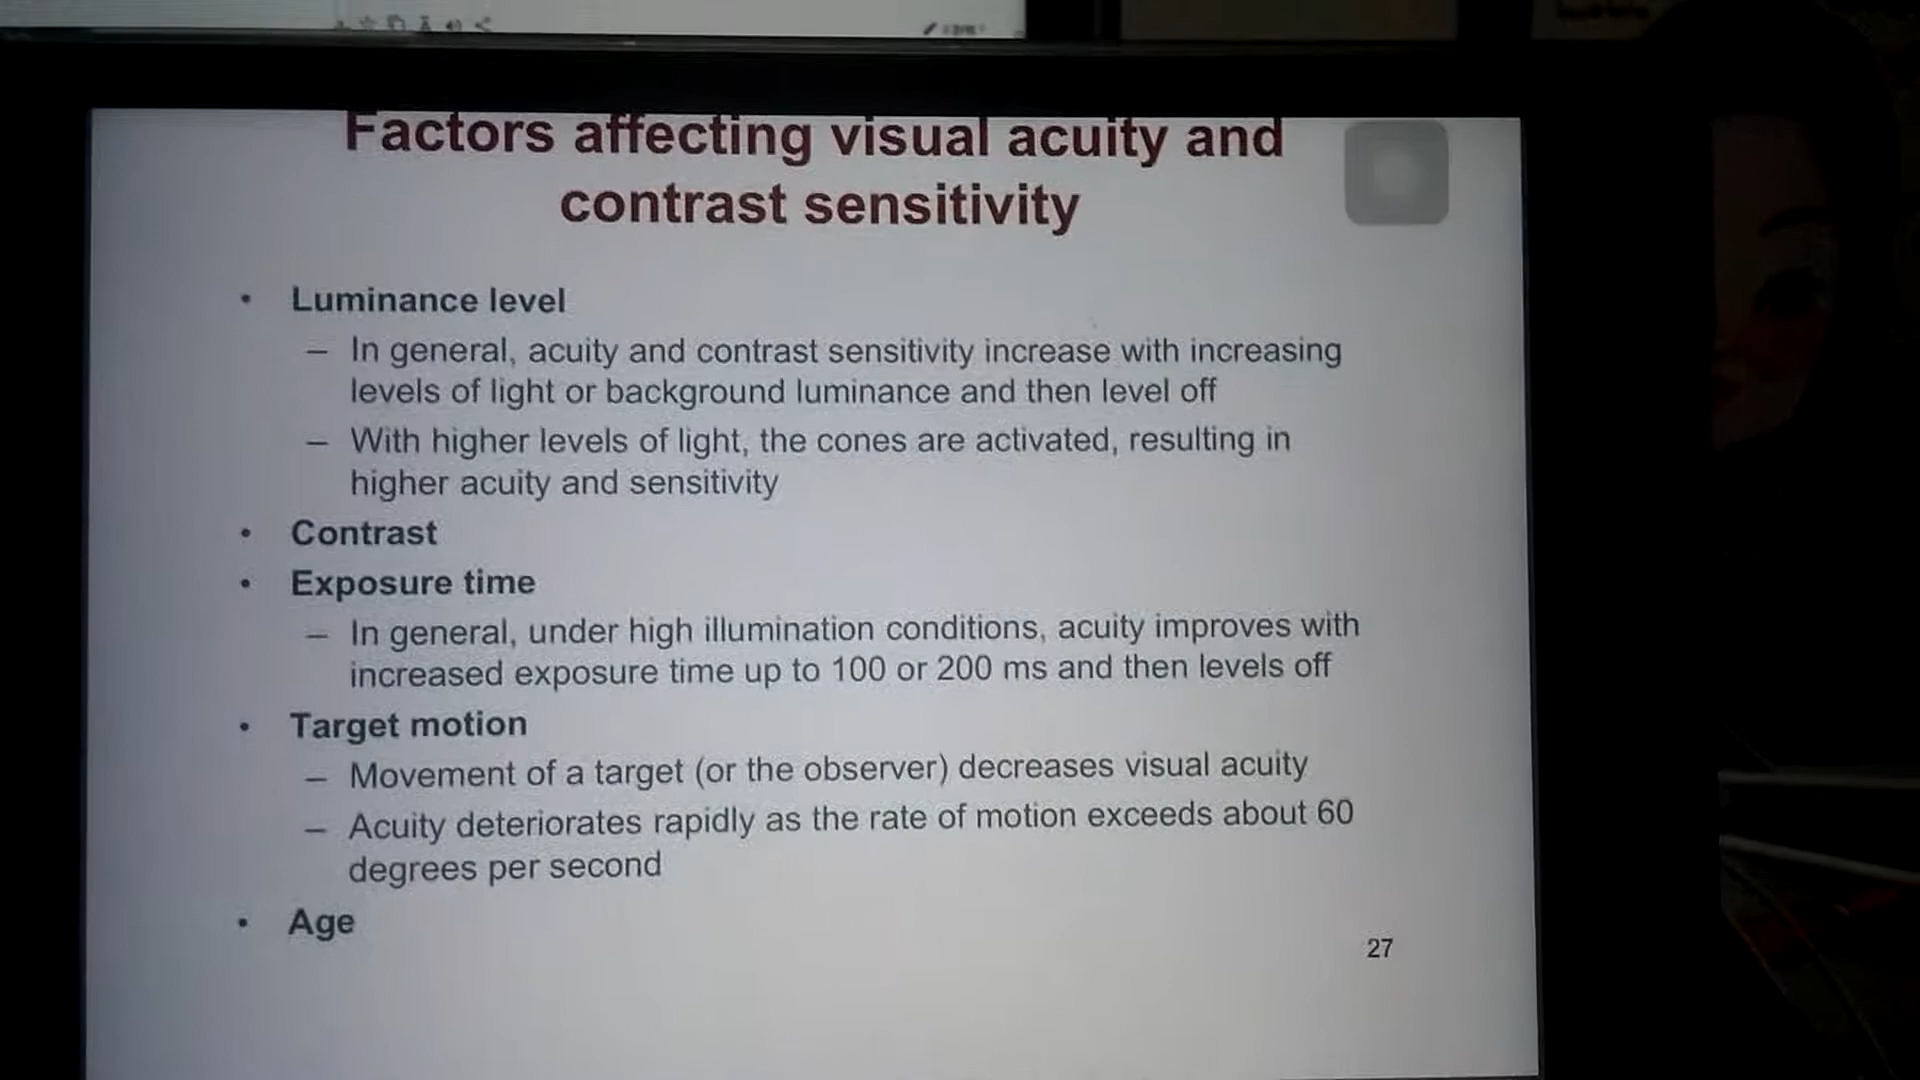 Factors affecting visual acuity and
contrast sensitivity
• Luminance level
– In general, acuity and contrast sensitivity increase with increasing
levels of light or background luminance and then level off
– With higher levels of light, the cones are activated, resulting in
higher acuity and sensitivity
• Contrast
• Exposure time
– In general, under high illumination conditions, acuity improves with
increased exposure time up to 100 or 200 ms and then levels off
• Target motion
– Movement of a target (or the observer) decreases visual acuity
– Acuity deteriorates rapidly as the rate of motion exceeds about 60
degrees per second
• Age
27